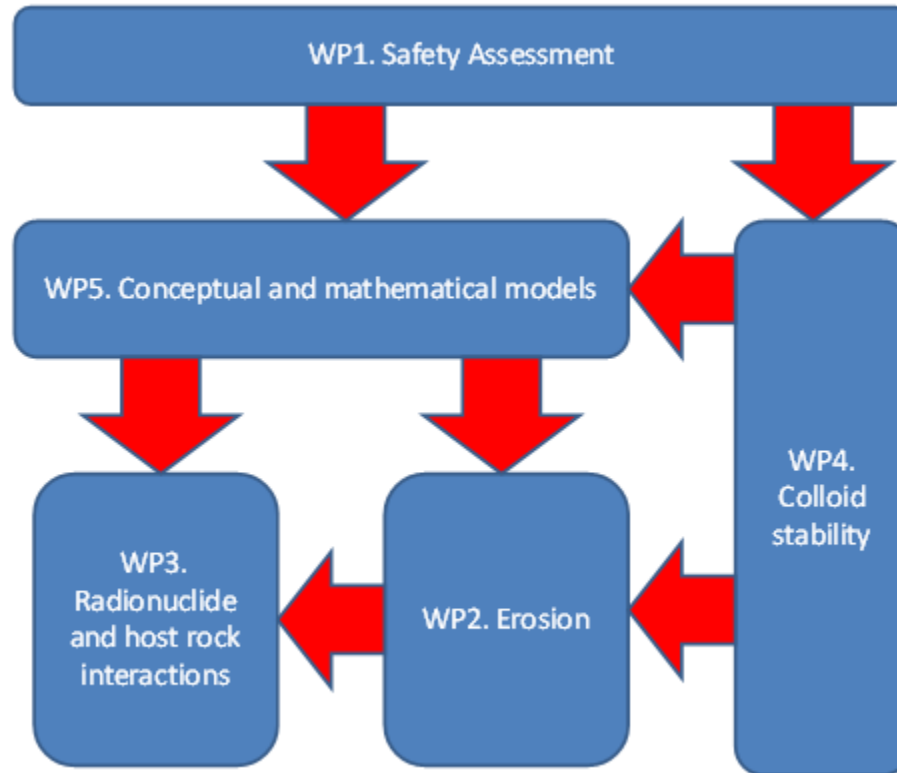 WP1. Safety Assessment
WP5. Conceptual and mathematical models
WP4.
Colloid
stability
WP3.
Radionuclide
and host rock
interactions
WP2. Erosion